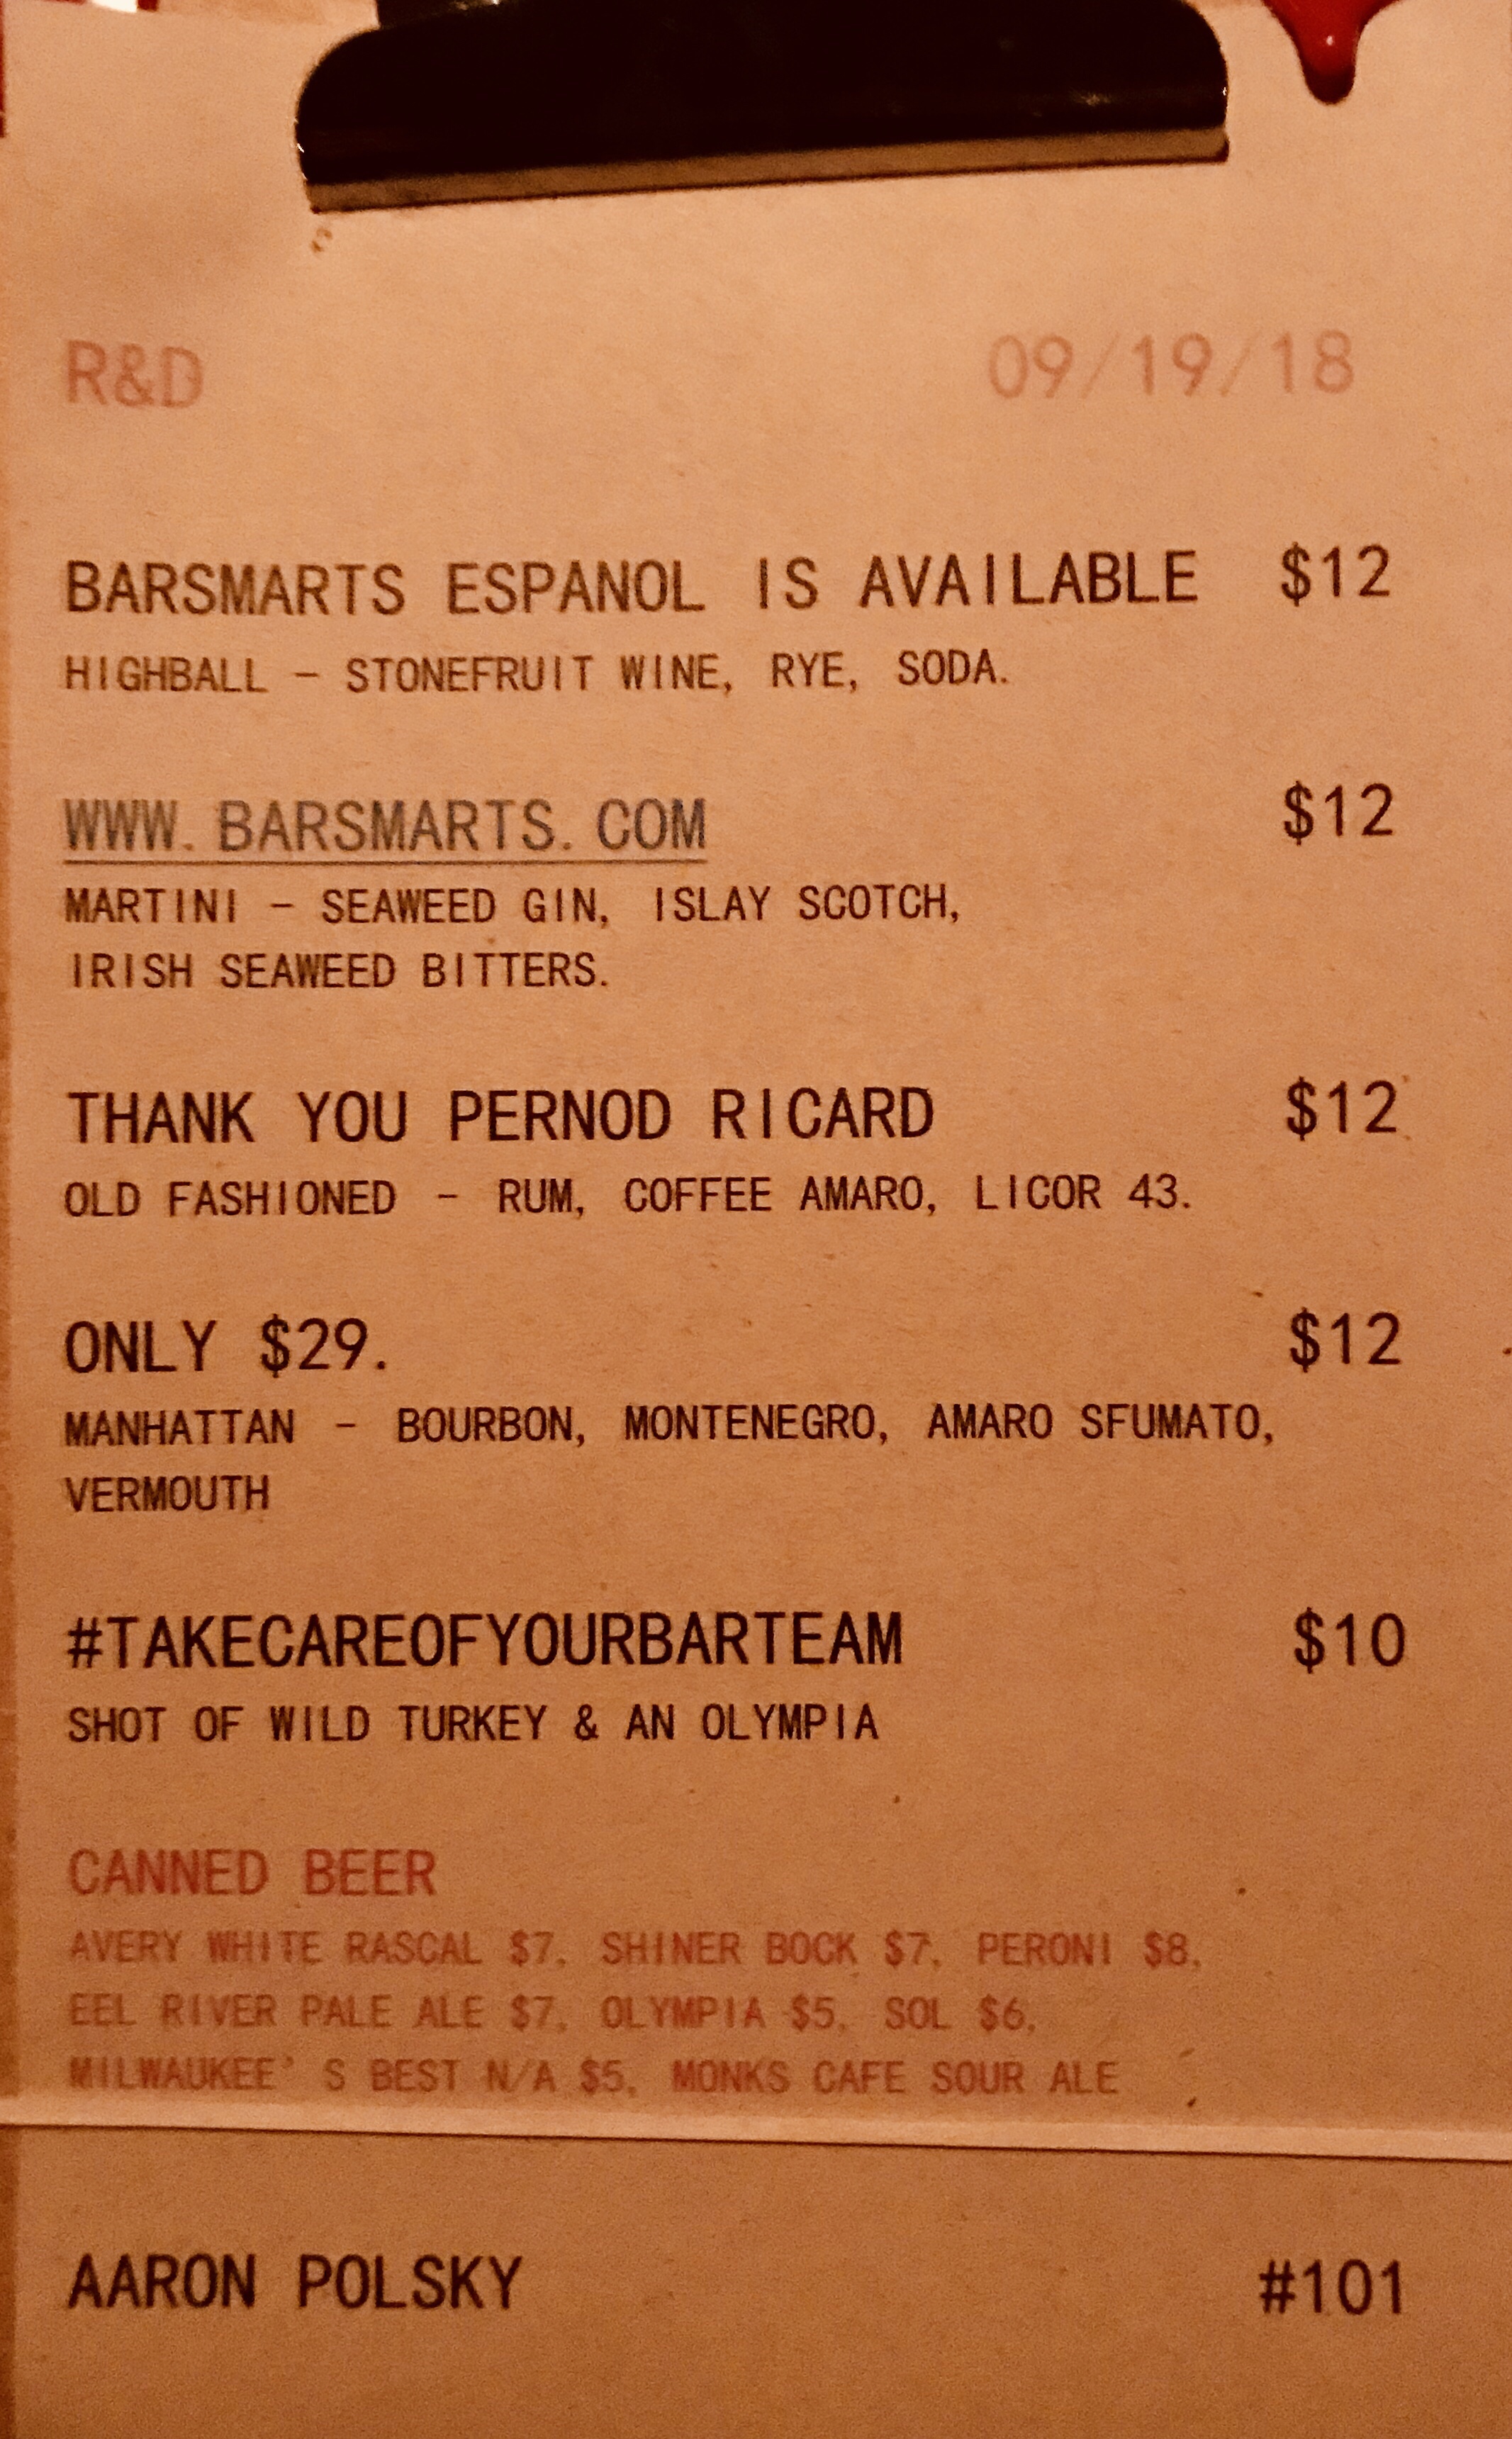 R&D 09/19/18
BARSMARTS ESPANOL IS AVAILABLE $12
HIGHBALL - STONEFRUIT WINE, RYE, SODA.
WWW.BARSMARTS.COM $12
MARTINI - SEAWEED GIN, ISLAY SCOTCH,
IRISH SEAWEED BITTERS.
THANK YOU PERNOD RICARD $12
OLD FASHIONED - RUM, COFFEE AMARO, LICOR 43.
ONLY $29. $12
MANHATTAN - BOURBON, MONTENEGRO, AMARO SFUMATO,
VERMOUTH
#TAKECAREOFYOURBARTEAM $10
SHOT OF WILD TURKEY & AN OLYMPIA
CANNED BEER
AVERY WHITE RASCAL $7, SHINER BOCK $7, PERONI $8,
EEL RIVER PALE ALE $7, OLYMPIA $5, SOL $6,
MILWAUKEE'S BEST N/A $5, MONKS CAFE SOUR ALE
AARON POLSKY #101